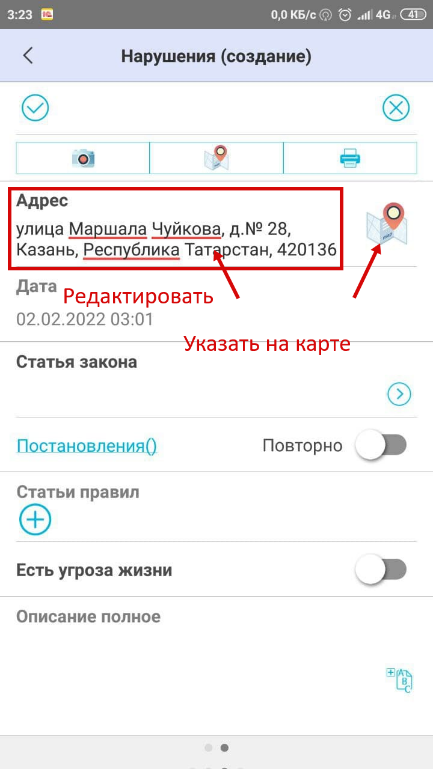 3:23 0,0 КБ/с 4G 41
Нарушения (создание)
Адрес
улица Маршала Чуйкова, д.№ 28,
Казань, Республика Татарстан, 420136
Дата
Редактировать
02.02.2022 03:01
Указать на карте
Статья закона
Постановления() Повторно
Статьи правил
Есть угроза жизни
Описание полное